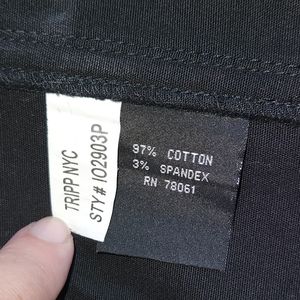 TRIPP NYC
STY # IO2903P
97% COTTON
3% SPANDEX
RN 78061